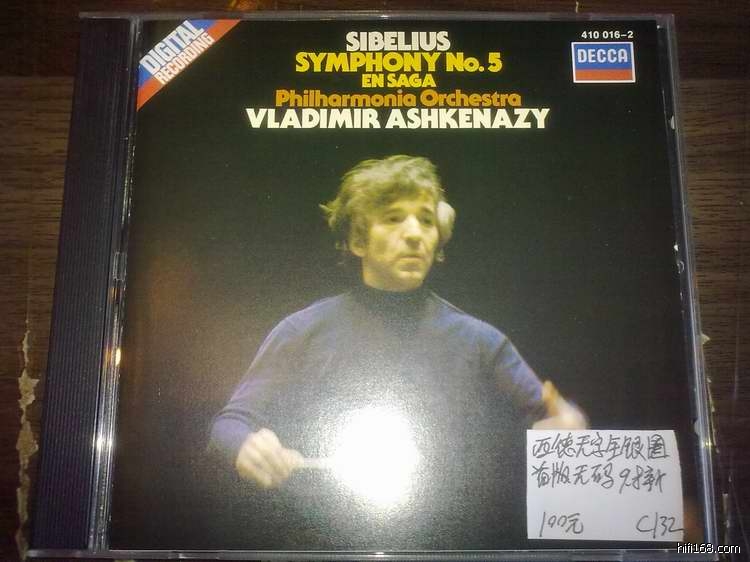 DIGITAL
RECORDING
SIBELIUS
SYMPHONY No. 5
EN SAGA
Philharmonia Orchestra
VLADIMIR ASHKENAZY
410 016-2
DECCA
西德无字全银圈
首版无码 98新
100元 C132
hifi168.com